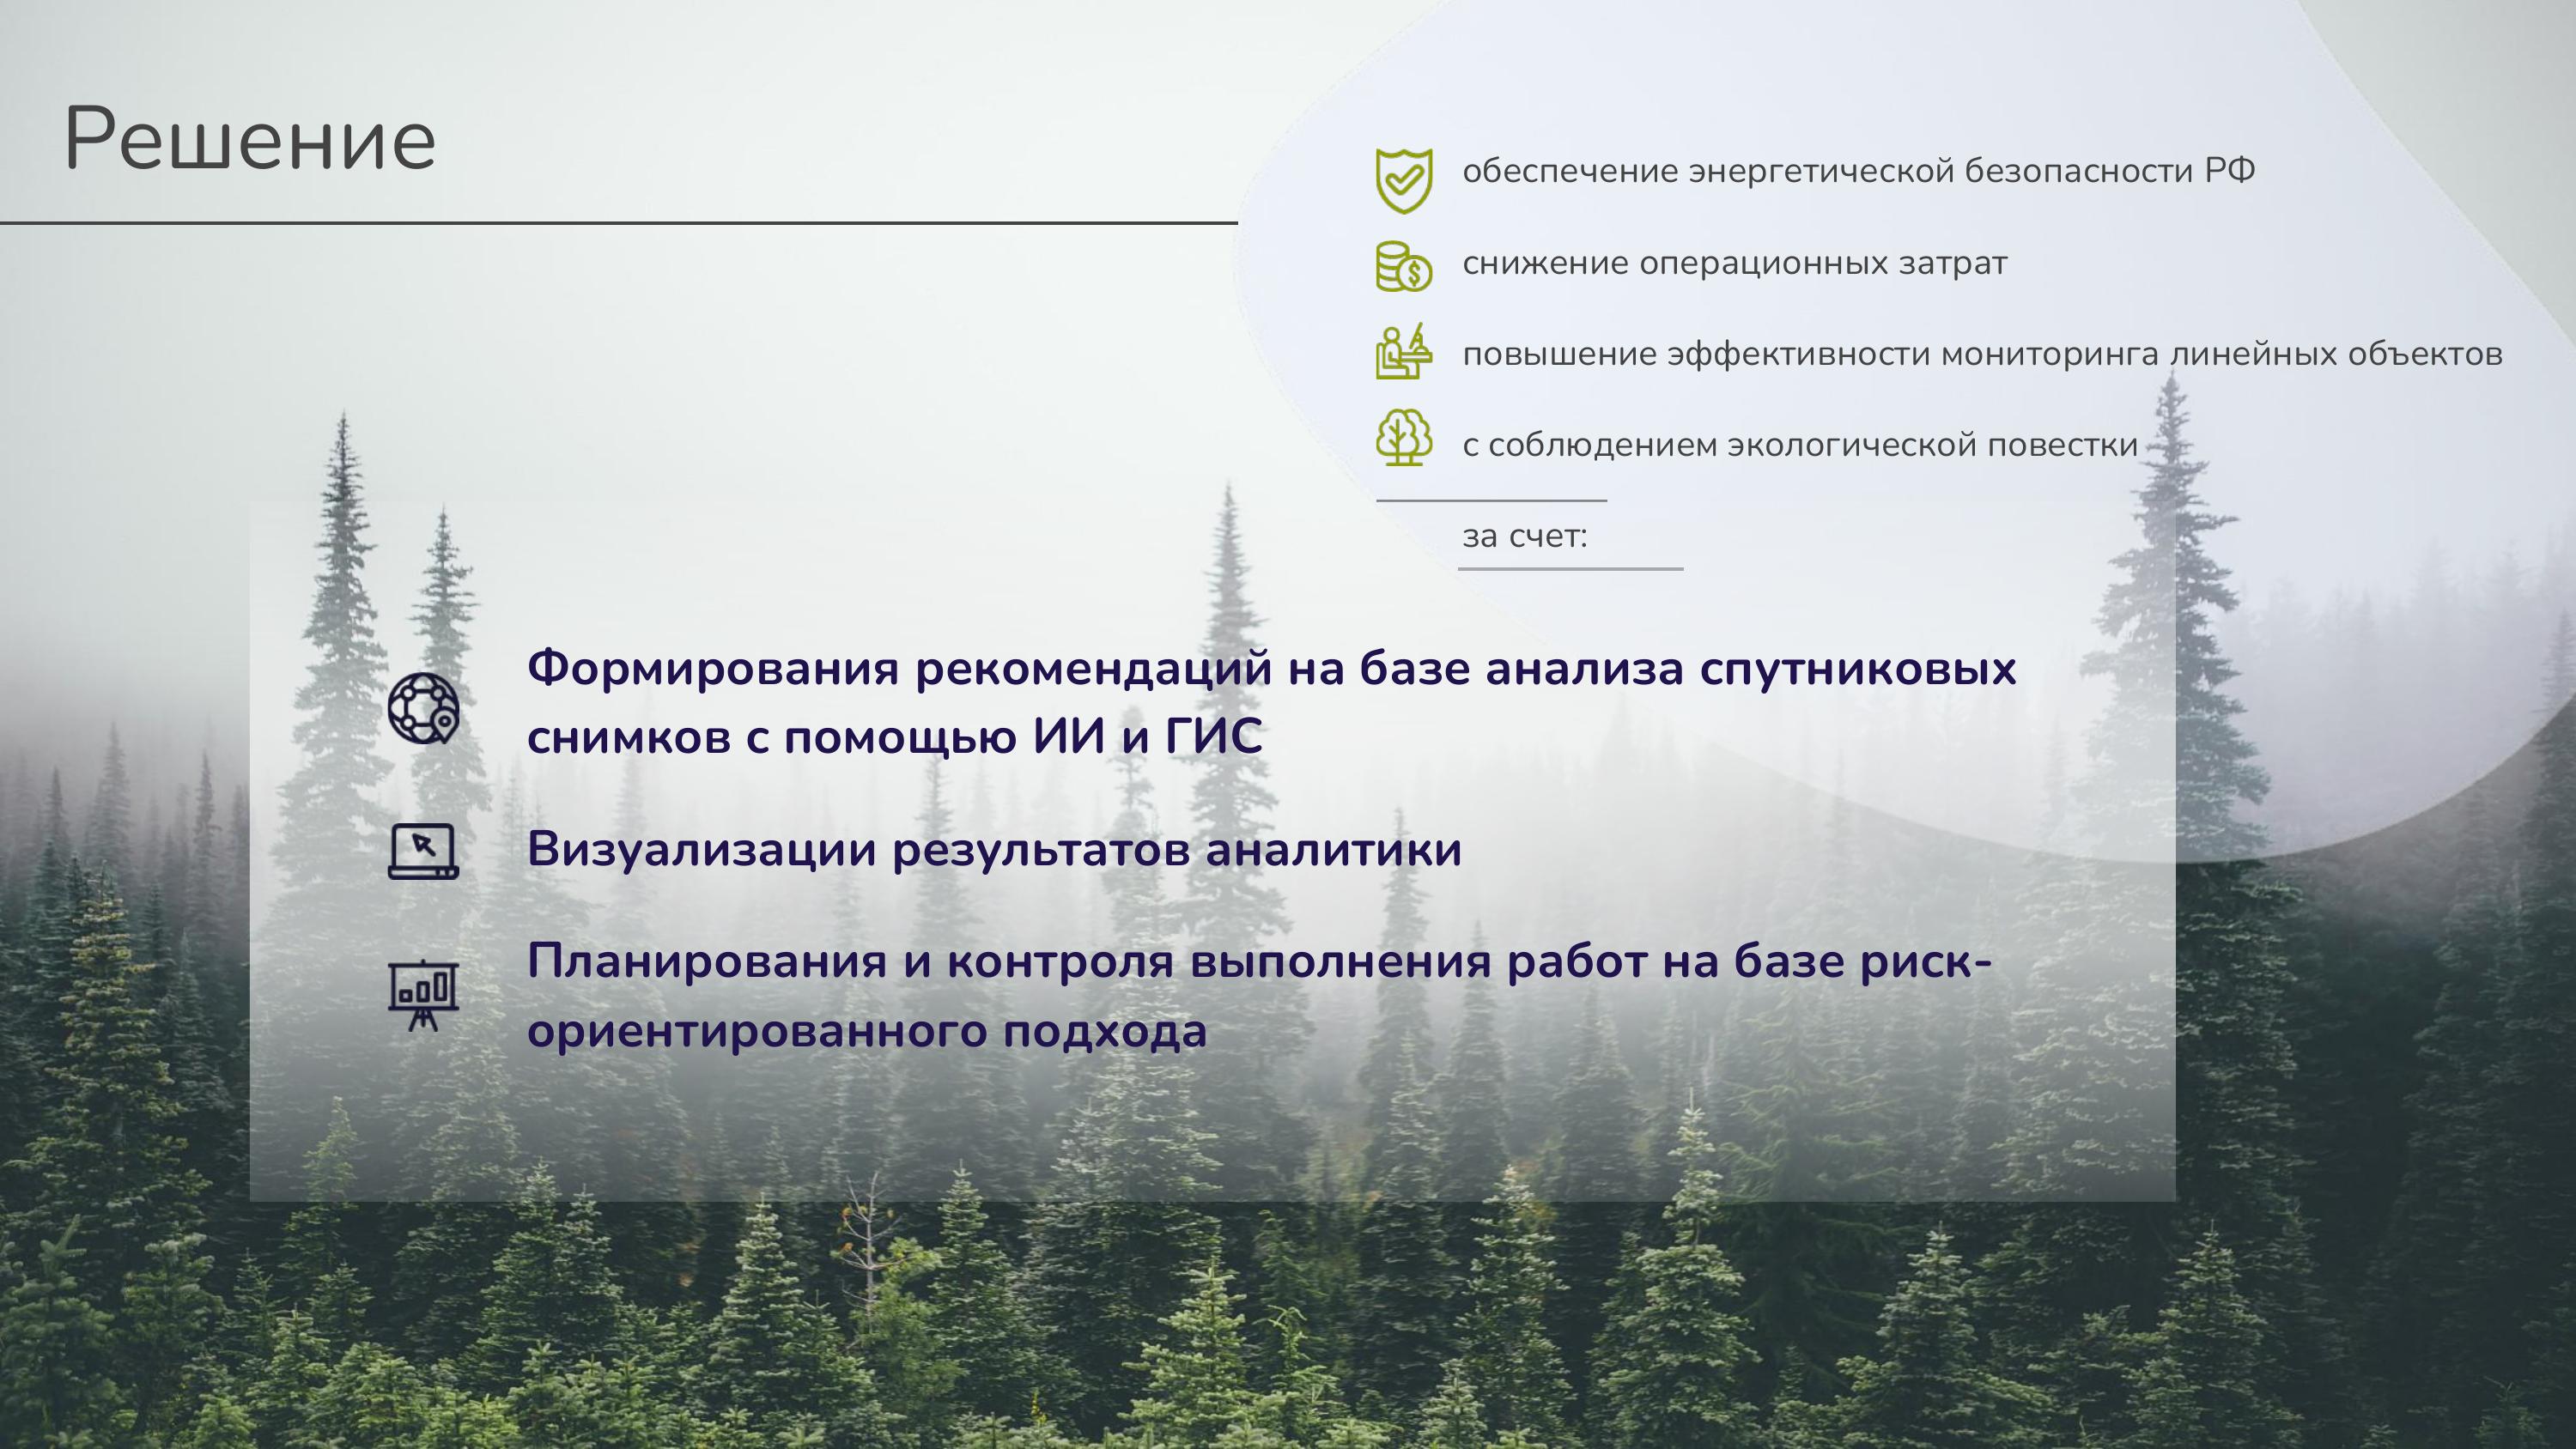 Решение
обеспечение энергетической безопасности РФ
снижение операционных затрат
повышение эффективности мониторинга линейных объектов
с соблюдением экологической повестки
за счет:
Формирования рекомендаций на базе анализа спутниковых
снимков с помощью ИИ и ГИС
Визуализации результатов аналитики
Планирования и контроля выполнения работ на базе риск-
ориентированного подхода